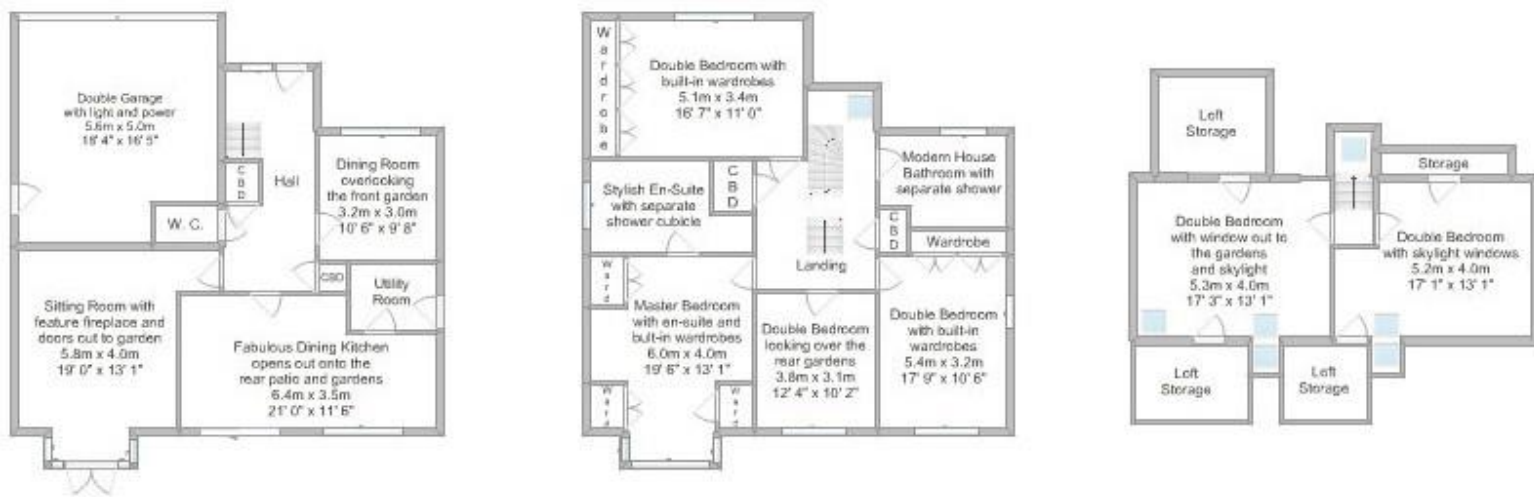 Double Garage
with light and power
5.6m x 5.0m
18' 4" x 16' 5"
C
B
D
Hall
W. C.
Dining Room
overlooking
the front garden
3.2m x 3.0m
10' 6" x 9' 8"
CBD
Utility
Room
Sitting Room with
feature fireplace and
doors out to garden
5.8m x 4.0m
19' 0" x 13' 1"
Fabulous Dining Kitchen
opens out onto the
rear patio and gardens
6.4m x 3.5m
21' 0" x 11' 6"
W
a
r
d
r
o
b
e
Double Bedroom with
built-in wardrobes
5.1m x 3.4m
16' 7" x 11' 0"
Stylish En-Suite
with separate
shower cubicle
C
B
D
Modern House
Bathroom with
separate shower
C
B
D
Wardrobe
Landing
Ward
Master Bedroom
with en-suite and
built-in wardrobes
6.0m x 4.0m
19' 6" x 13' 1"
Ward
Ward
Double Bedroom
looking over the
rear gardens
3.8m x 3.1m
12' 4" x 10' 2"
Double Bedroom
with built-in
wardrobes
5.4m x 3.2m
17' 9" x 10' 6"
Loft
Storage
Storage
Double Bedroom
with window out to
the gardens
and skylight
5.3m x 4.0m
17' 3" x 13' 1"
Double Bedroom
with skylight windows
5.2m x 4.0m
17' 1" x 13' 1"
Loft
Storage
Loft
Storage